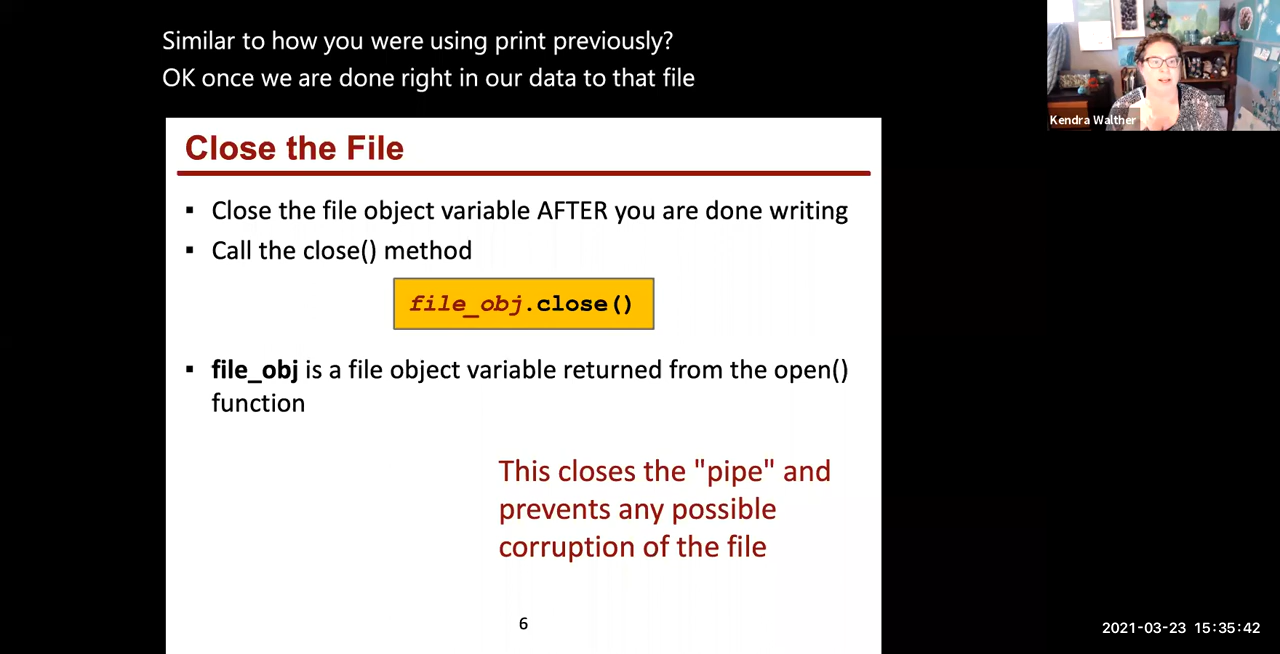 Similar to how you were using print previously?
OK once we are done right in our data to that file
Kendra Walther
Close the File
▪ Close the file object variable AFTER you are done writing
▪ Call the close() method
file_obj.close()
▪ file_obj is a file object variable returned from the open()
function
This closes the "pipe" and
prevents any possible
corruption of the file
6
2021-03-23 15:35:42